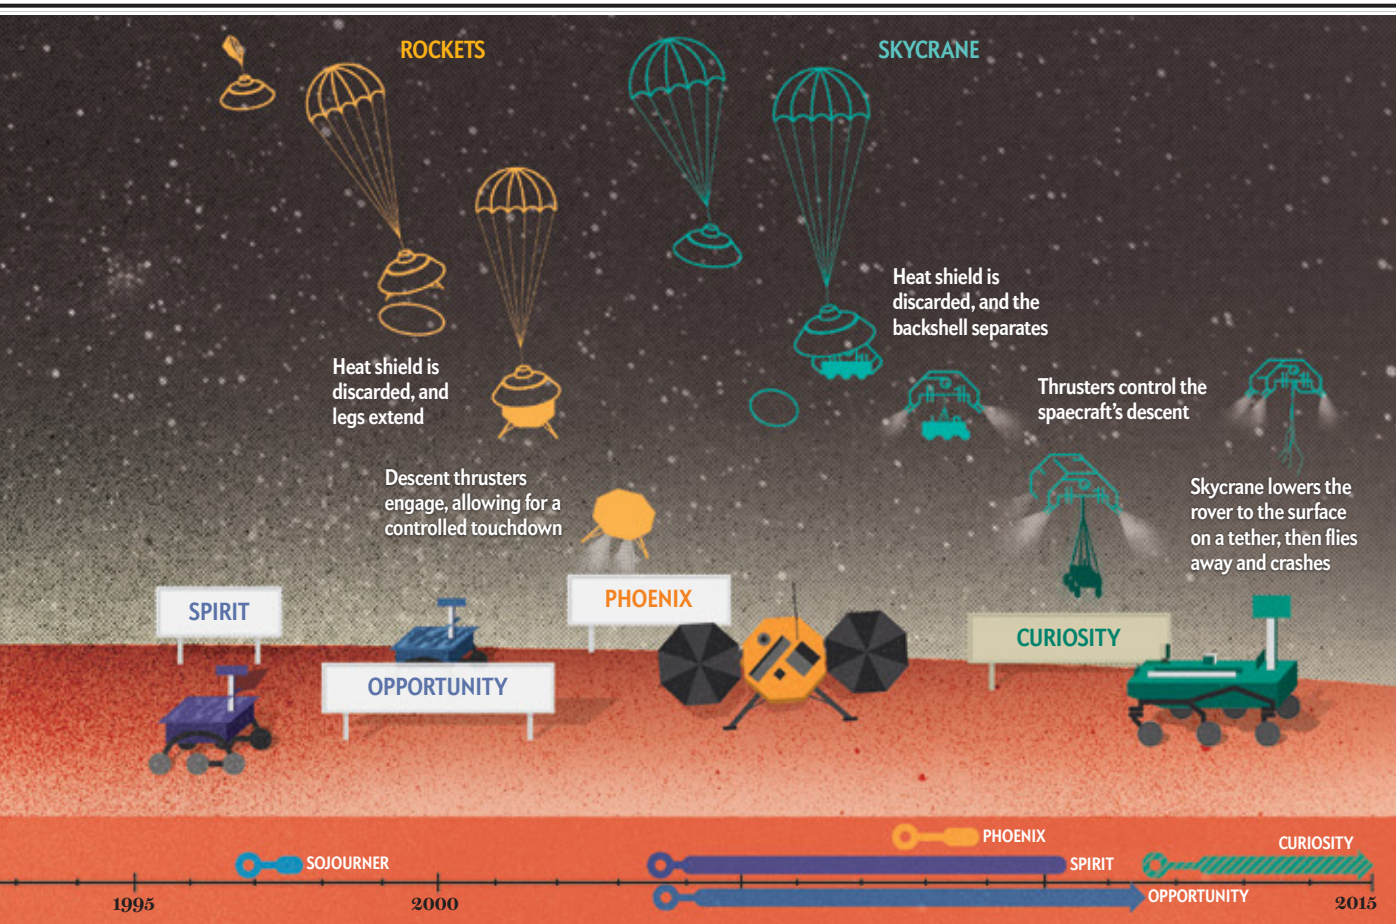 ROCKETS
SKYCRANE
Heat shield is
discarded, and
legs extend
Descent thrusters
engage, allowing for a
controlled touchdown
Heat shield is
discarded, and the
backshell separates
Thrusters control the
spaecraft's descent
Skycrane lowers the
rover to the surface
on a tether, then flies
away and crashes
SPIRIT
OPPORTUNITY
PHOENIX
CURIOSITY
PHOENIX
CURIOSITY
SOJOURNER
SPIRIT
OPPORTUNITY
1995
2000
2015